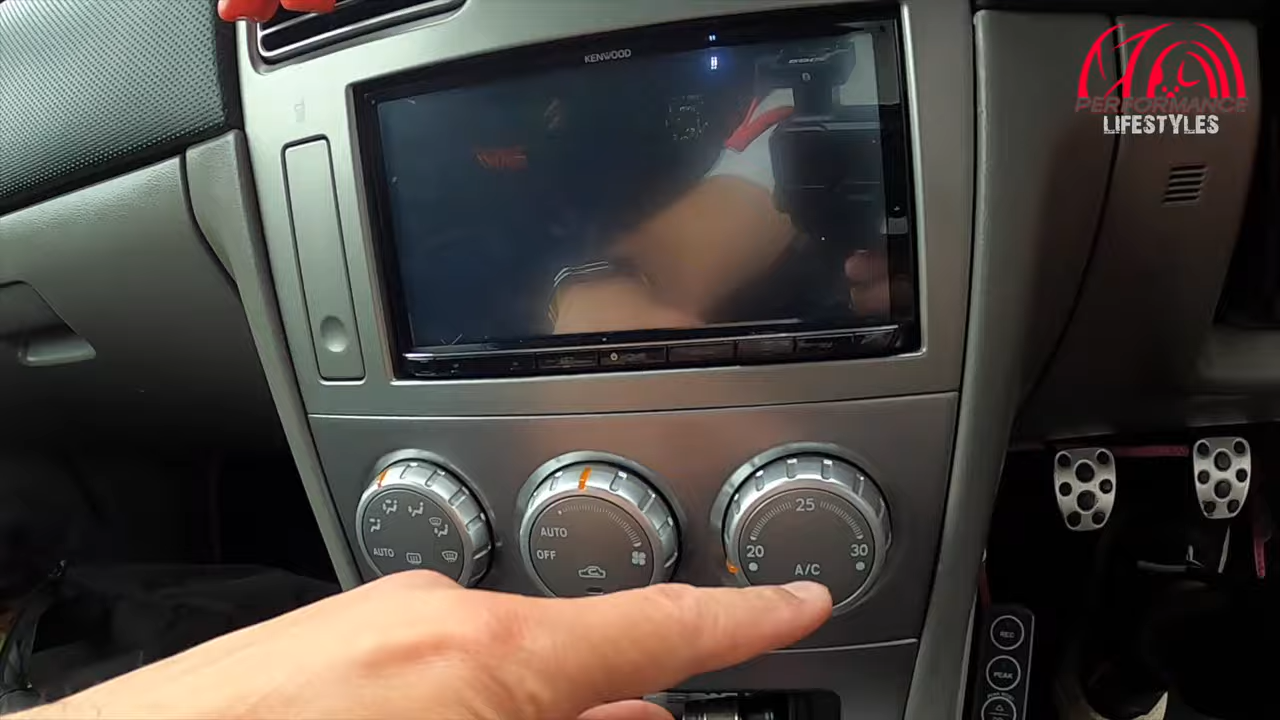 KENWOOD
PERFORMANCE
LIFESTYLES
AUTO
AUTO
OFF
25
20
30
A/C
REC
PEAK